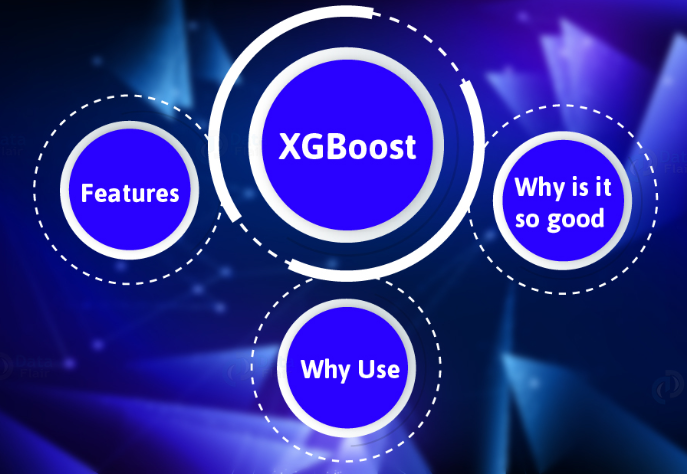 XGBoost
Features
Why is it
so good
Why Use